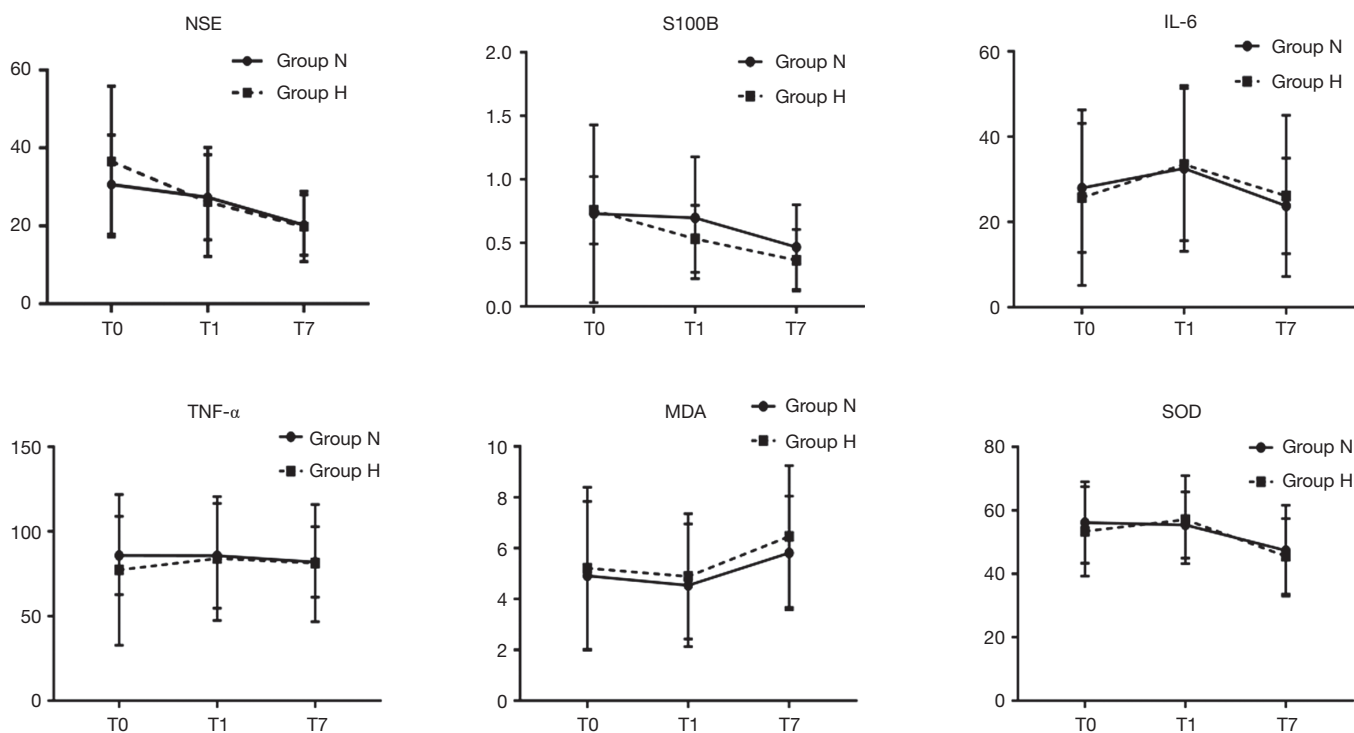 NSE
Group N
Group H
60
40
20
0
T0 T1 T7
S100B
Group N
Group H
2.0
1.5
1.0
0.5
0.0
T0 T1 T7
IL-6
Group N
Group H
60
40
20
0
T0 T1 T7
TNF-α
Group N
Group H
150
100
50
0
T0 T1 T7
MDA
Group N
Group H
10
8
6
4
2
0
T0 T1 T7
SOD
Group N
Group H
80
60
40
20
0
T0 T1 T7